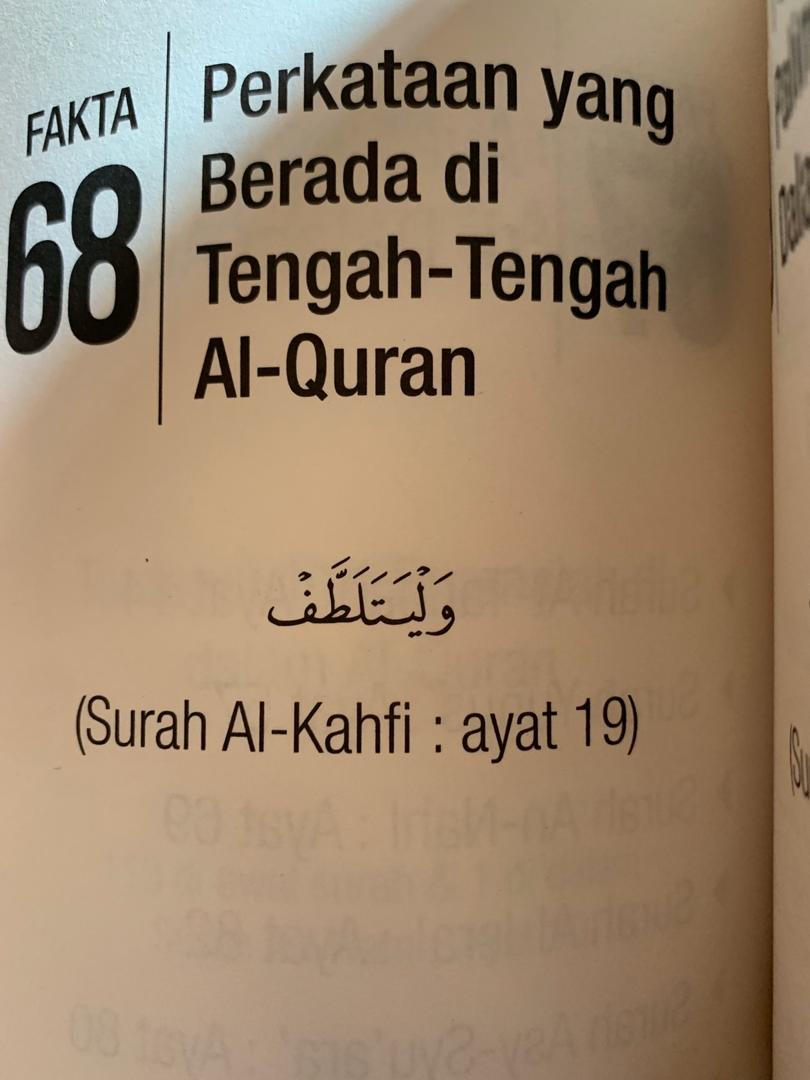 FAKTA
68
Perkataan yang
Berada di
Tengah-Tengah
Al-Quran
وَلْيَتَلَطَّفْ
(Surah Al-Kahfi : ayat 19)